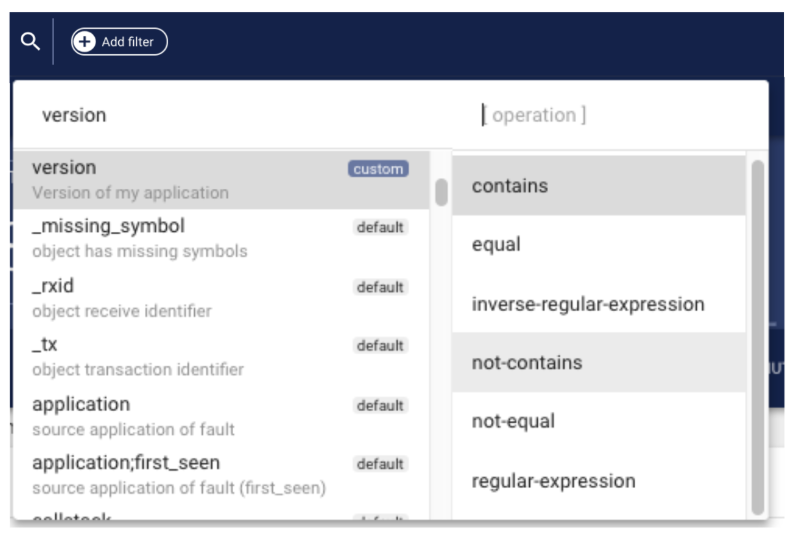 Add filter
version
[ operation ]
version custom
Version of my application
_missing_symbol default
object has missing symbols
_rxid default
object receive identifier
_tx default
object transaction identifier
application default
source application of fault
application;first_seen default
source application of fault (first_seen)
contains
equal
inverse-regular-expression
not-contains
not-equal
regular-expression